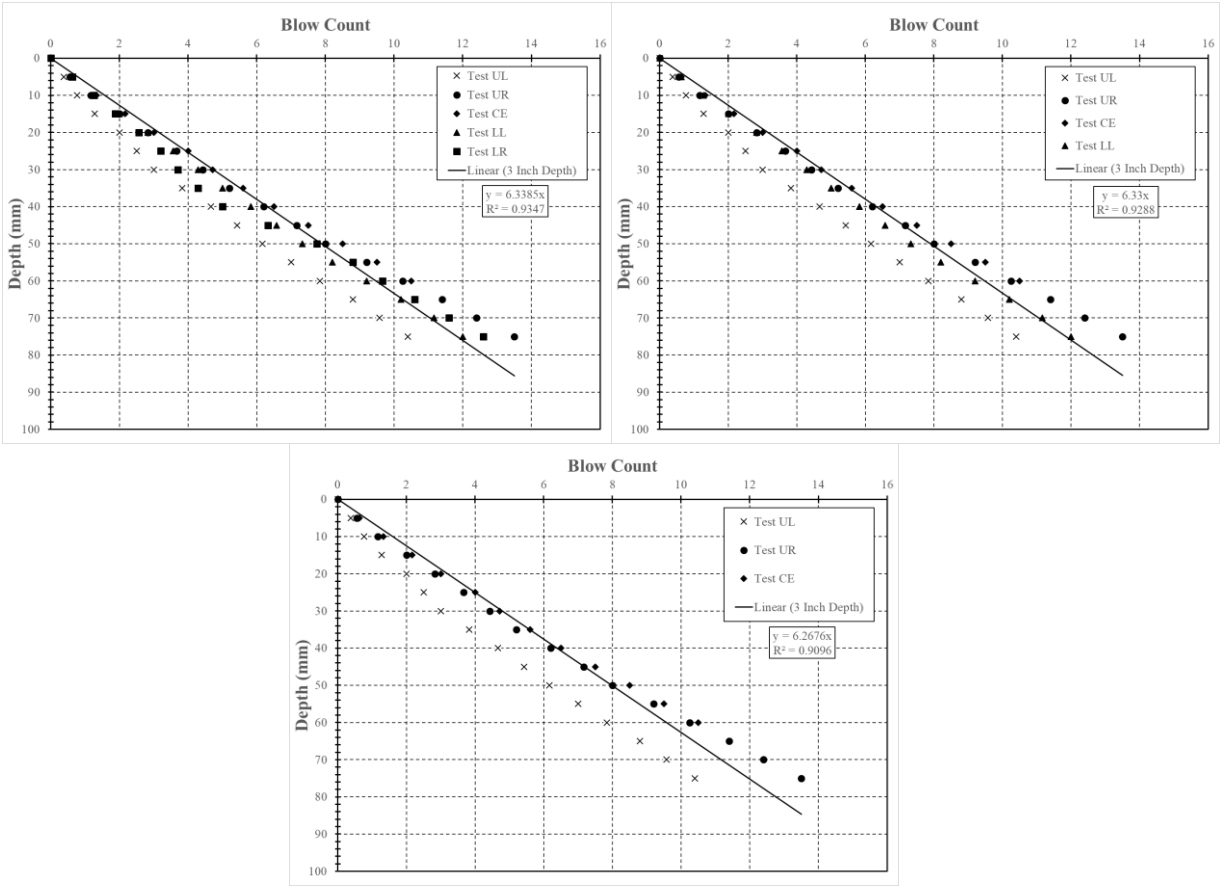 Blow Count
0 2 4 6 8 10 12 14 16
0
10
20
30
40
50
60
70
80
90
100
Depth (mm)
Test UL
Test UR
Test CE
Test LL
Test LR
Linear (3 Inch Depth)
y = 6.3385x
R² = 0.9347
Blow Count
0 2 4 6 8 10 12 14 16
0
10
20
30
40
50
60
70
80
90
100
Depth (mm)
Test UL
Test UR
Test CE
Test LL
Linear (3 Inch Depth)
y = 6.33x
R² = 0.9288
Blow Count
0 2 4 6 8 10 12 14 16
0
10
20
30
40
50
60
70
80
90
100
Depth (mm)
Test UL
Test UR
Test CE
Linear (3 Inch Depth)
y = 6.2676x
R² = 0.9096